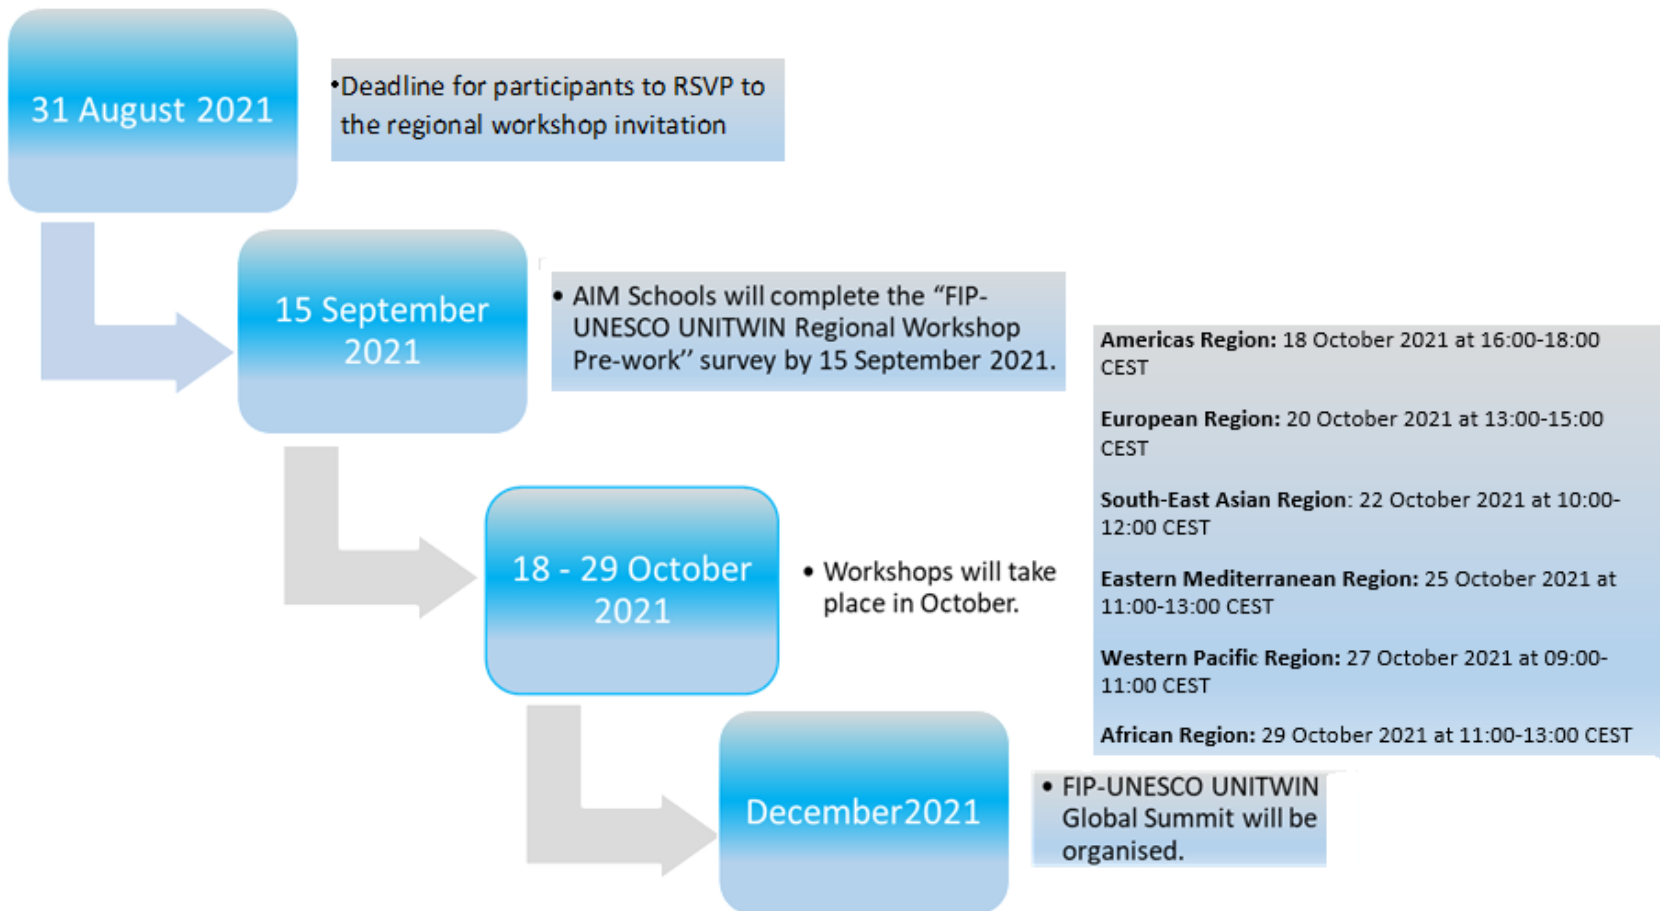 31 August 2021
•Deadline for participants to RSVP to
the regional workshop invitation
15 September
2021
• AIM Schools will complete the “FIP-
UNESCO UNITWIN Regional Workshop
Pre-work’’ survey by 15 September 2021.
18 - 29 October
2021
• Workshops will take
place in October.
Americas Region: 18 October 2021 at 16:00-18:00
CEST
European Region: 20 October 2021 at 13:00-15:00
CEST
South-East Asian Region: 22 October 2021 at 10:00-
12:00 CEST
Eastern Mediterranean Region: 25 October 2021 at
11:00-13:00 CEST
Western Pacific Region: 27 October 2021 at 09:00-
11:00 CEST
African Region: 29 October 2021 at 11:00-13:00 CEST
December2021
• FIP-UNESCO UNITWIN
Global Summit will be
organised.